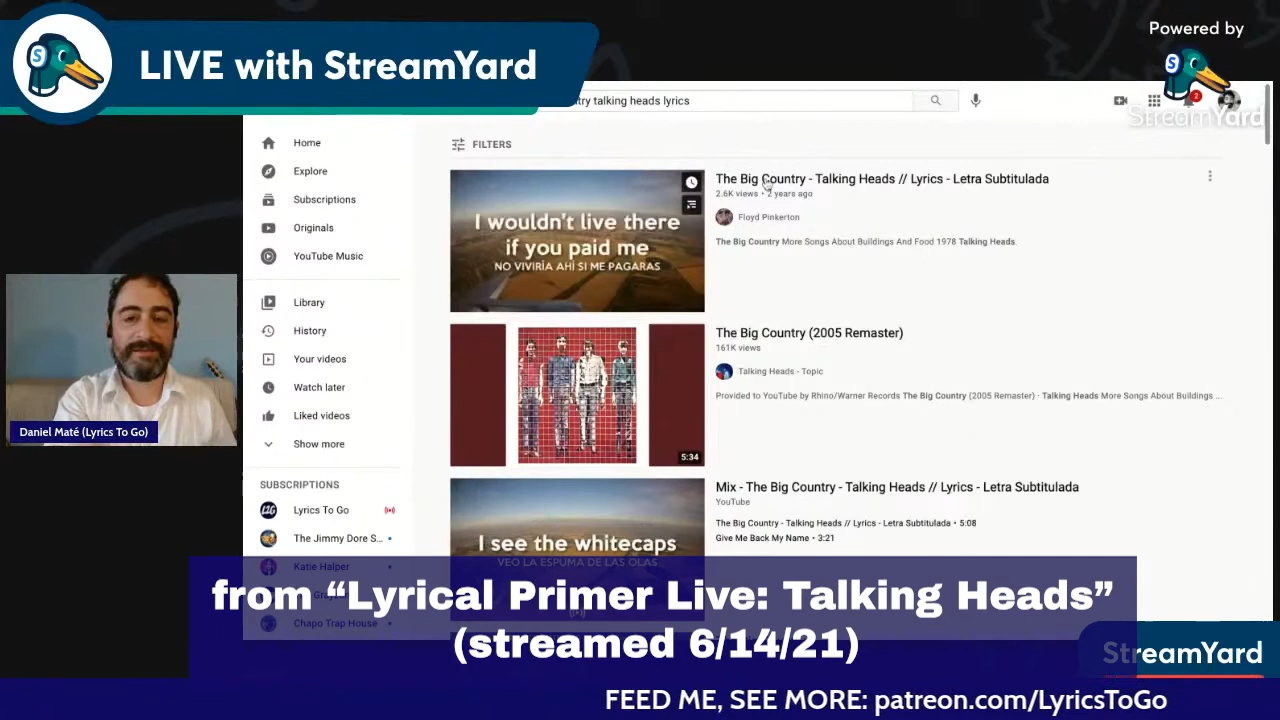 LIVE with StreamYard
Powered by
StreamYard
try talking heads lyrics
2
FILTERS
Home
Explore
Subscriptions
Originals
YouTube Music
Library
History
Your videos
Watch later
Liked videos
Show more
SUBSCRIPTIONS
Lyrics To Go
The Jimmy Dore S...
Katie Halper
Chapo Trap House
I wouldn't live there
if you paid me
NO VIVIRÍA AHÍ SI ME PAGARAS
The Big Country - Talking Heads // Lyrics - Letra Subtitulada
2.6K views • 2 years ago
Floyd Pinkerton
The Big Country More Songs About Buildings And Food 1978 Talking Heads.
5:34
The Big Country (2005 Remaster)
161K views
Talking Heads - Topic
Provided to YouTube by Rhino/Warner Records The Big Country (2005 Remaster) · Talking Heads More Songs About Buildings ...
I see the whitecaps
VEO LA ESPUMA DE LAS OLAS
Mix - The Big Country - Talking Heads // Lyrics - Letra Subtitulada
YouTube
The Big Country - Talking Heads // Lyrics - Letra Subtitulada • 5:08
Give Me Back My Name • 3:21
Daniel Maté (Lyrics To Go)
from “Lyrical Primer Live: Talking Heads”
(streamed 6/14/21)
StreamYard
FEED ME, SEE MORE: patreon.com/LyricsToGo